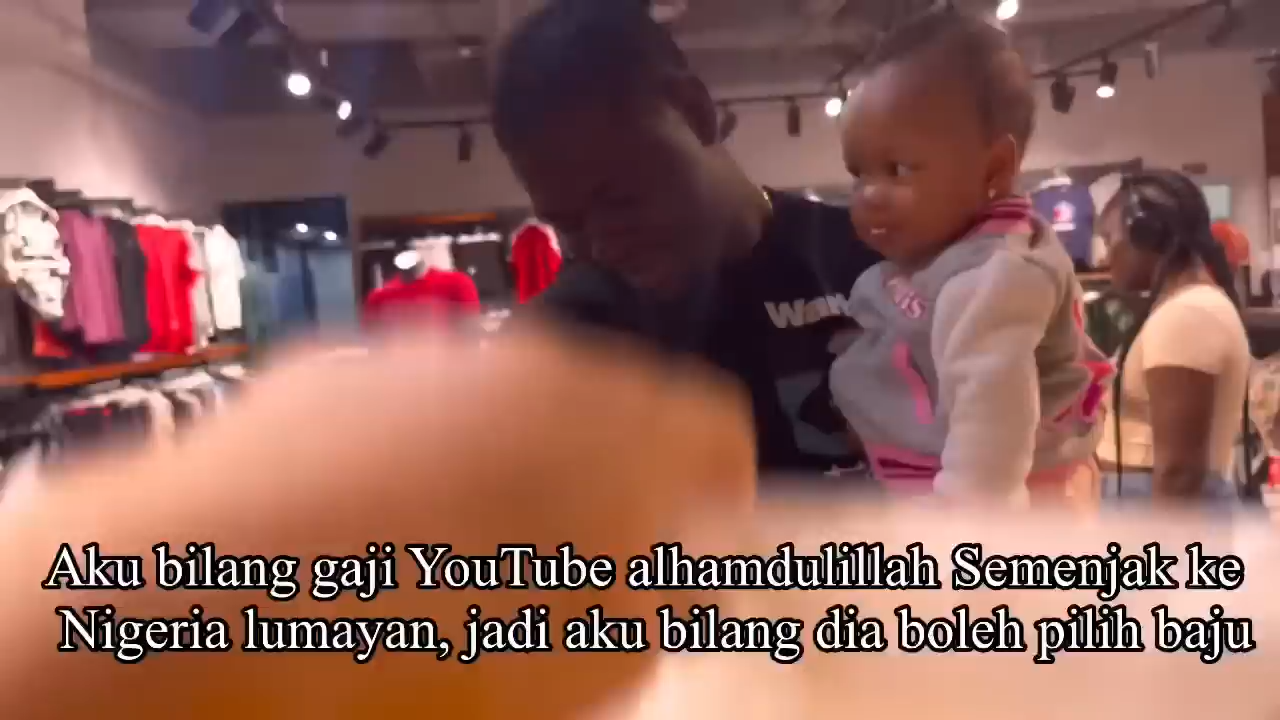 Aku bilang gaji YouTube alhamdulillah Semenjak ke
Nigeria lumayan, jadi aku bilang dia boleh pilih baju